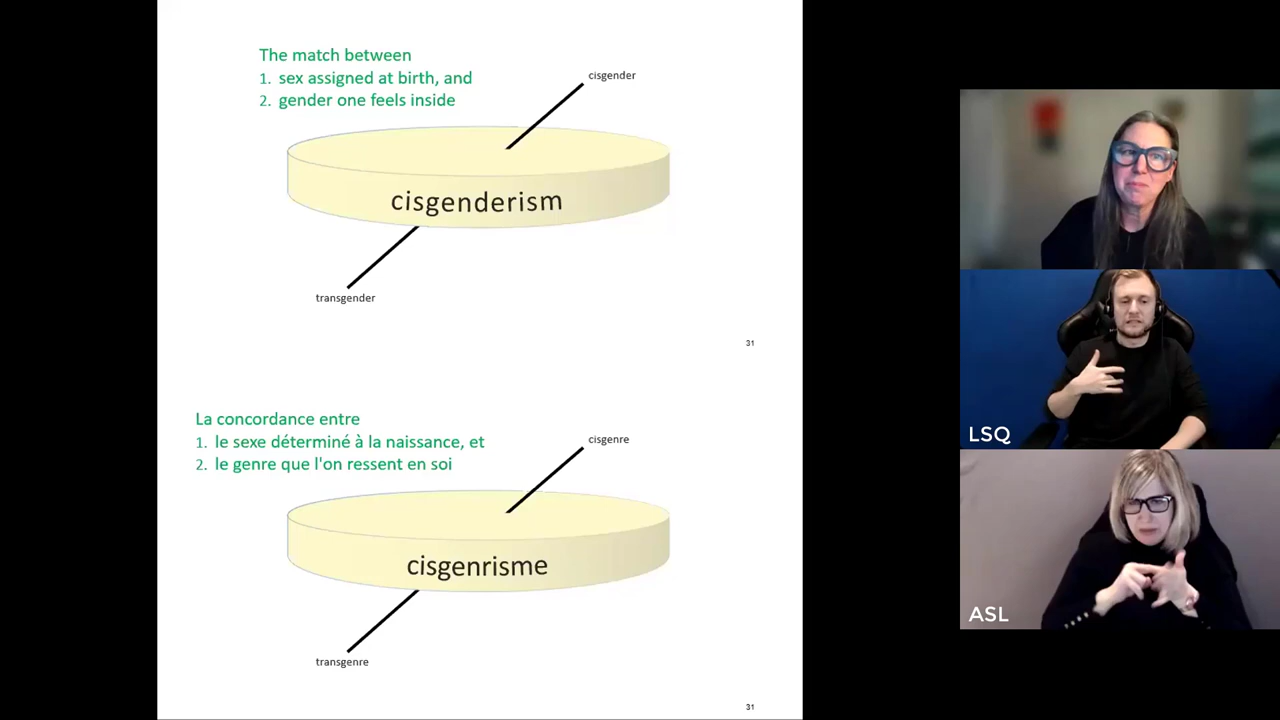 The match between
1. sex assigned at birth, and
2. gender one feels inside
cisgender
cisgenderism
transgender
31
La concordance entre
1. le sexe déterminé à la naissance, et
2. le genre que l'on ressent en soi
cisgenre
cisgenrisme
transgenre
31
LSQ
ASL